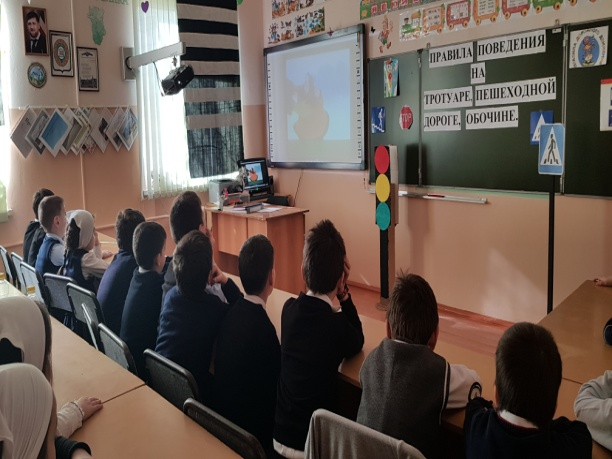 ПРАВИЛА ПОВЕДЕНИЯ
НА
ТРОТУАРЕ, ПЕШЕХОДНОЙ
ДОРОГЕ, ОБОЧИНЕ.